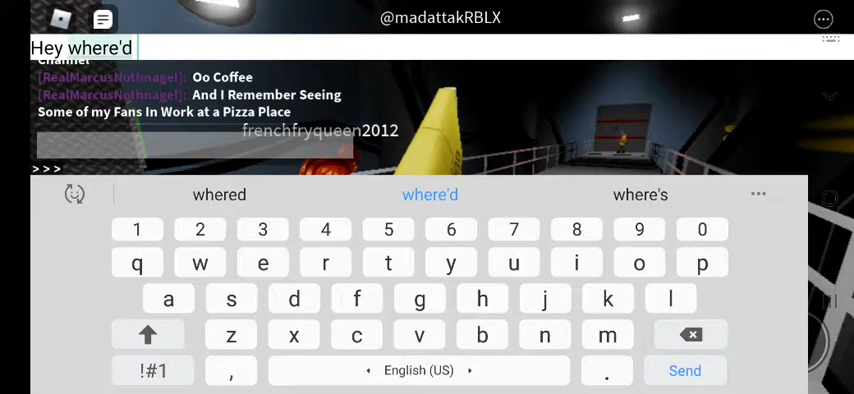 @madattakRBLX
Hey where'd
Channel
[RealMarcusNothnagel]: Oo Coffee
[RealMarcusNothnagel]: And I Remember Seeing
Some of my Fans In Work at a Pizza Place
frenchfryqueen2012
> > >
whered where'd where's •••
1 2 3 4 5 6 7 8 9 0
q w e r t y u i o p
a s d f g h j k l
z x c v b n m
!#1 , English (US) . Send